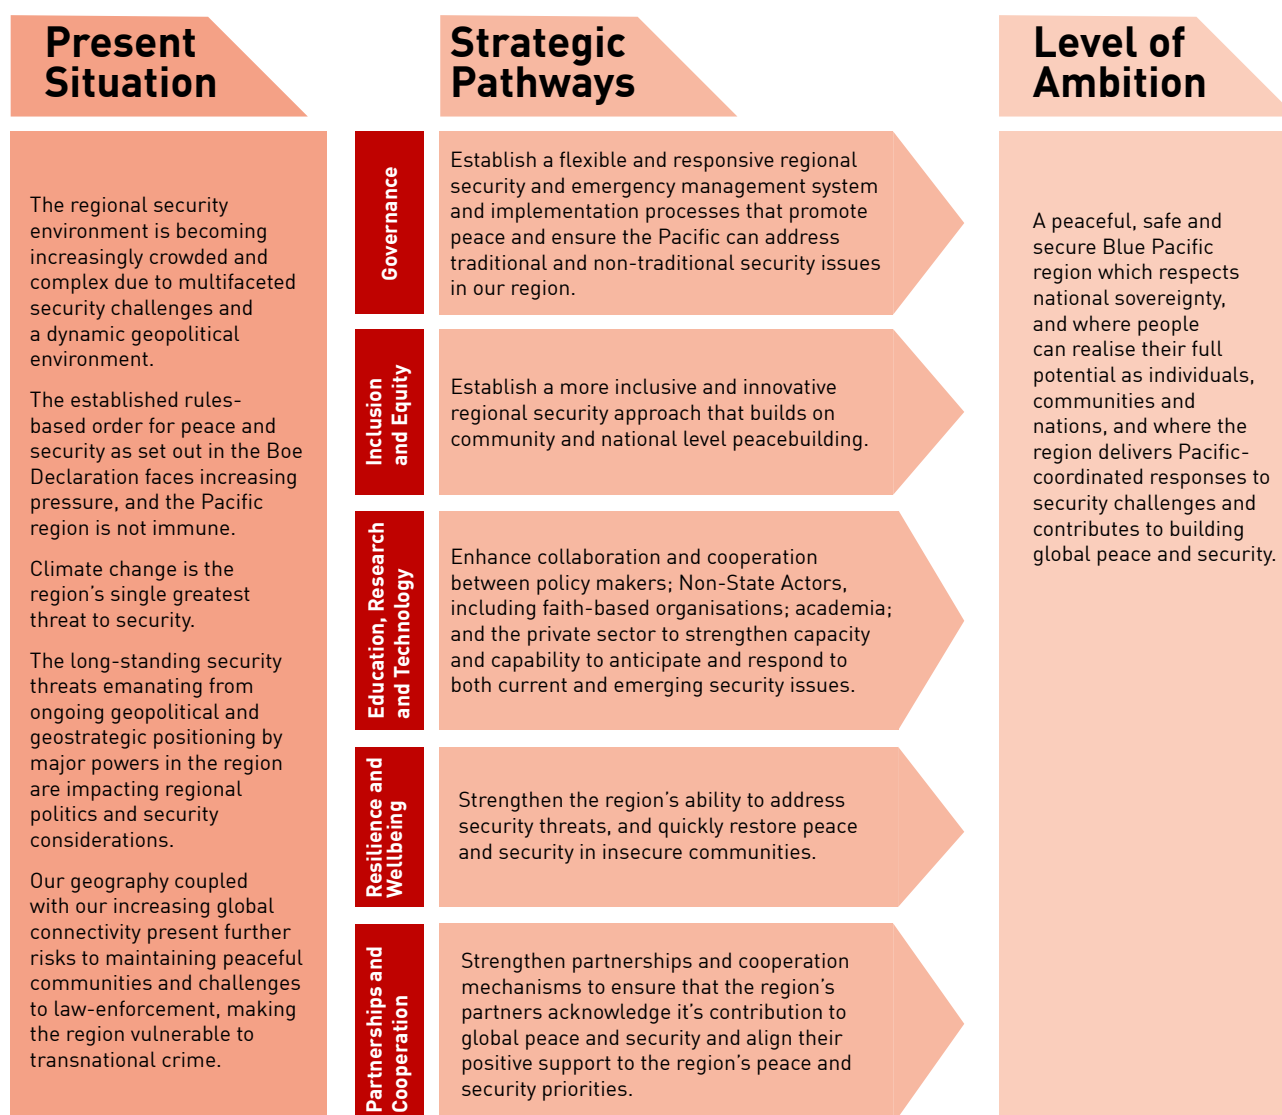 Present
Situation
The regional security
environment is becoming
increasingly crowded and
complex due to multifaceted
security challenges and
a dynamic geopolitical
environment.
The established rules-
based order for peace and
security as set out in the Boe
Declaration faces increasing
pressure, and the Pacific
region is not immune.
Climate change is the
region's single greatest
threat to security.
The long-standing security
threats emanating from
ongoing geopolitical and
geostrategic positioning by
major powers in the region
are impacting regional
politics and security
considerations.
Our geography coupled
with our increasing global
connectivity present further
risks to maintaining peaceful
communities and challenges
to law-enforcement, making
the region vulnerable to
transnational crime.
Strategic
Pathways
Governance
Establish a flexible and responsive regional
security and emergency management system
and implementation processes that promote
peace and ensure the Pacific can address
traditional and non-traditional security issues
in our region.
Inclusion
and Equity
Establish a more inclusive and innovative
regional security approach that builds on
community and national level peacebuilding.
Education, Research
and Technology
Enhance collaboration and cooperation
between policy makers; Non-State Actors,
including faith-based organisations; academia;
and the private sector to strengthen capacity
and capability to anticipate and respond to
both current and emerging security issues.
Resilience and
Wellbeing
Strengthen the region's ability to address
security threats, and quickly restore peace
and security in insecure communities.
Partnerships and
Cooperation
Strengthen partnerships and cooperation
mechanisms to ensure that the region's
partners acknowledge it's contribution to
global peace and security and align their
positive support to the region's peace and
security priorities.
Level of
Ambition
A peaceful, safe and
secure Blue Pacific
region which respects
national sovereignty,
and where people
can realise their full
potential as individuals,
communities and
nations, and where the
region delivers Pacific-
coordinated responses to
security challenges and
contributes to building
global peace and security.